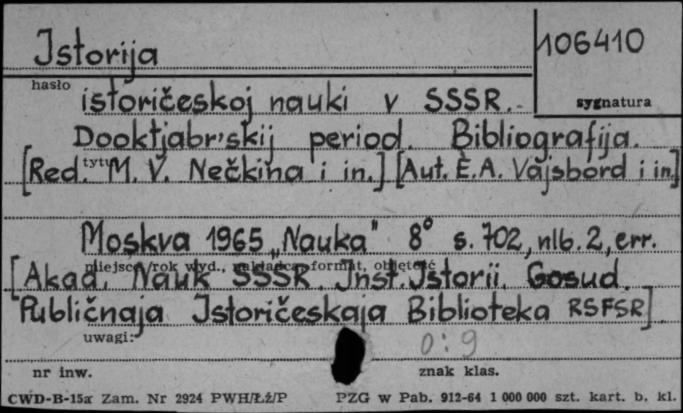 Istorija
106410
hasło
istoričeskoj nauki v SSSR.-
sygnatura
Dooktjabr'skij period. Bibliografija.
tytuł
[Red. M. V. Nečkina i in.] [Aut. E.A. Vajsbord i in.]
Moskva 1965 „Nauka" 8° s. 702, nlb. 2, err.
miejsce/rok wyd., nakładca, format, objętość
[Akad. Nauk SSSR. Inst. Istorii. Gosud.
Publičnaja Istoričeskaja Biblioteka RSFSR]
uwagi:
0:9
nr inw.
znak klas.
CWD-B-15a Zam. Nr 2924 PWH/Łż/P PZG w Pab. 912-64 1 000 000 szt. kart. b. kl.